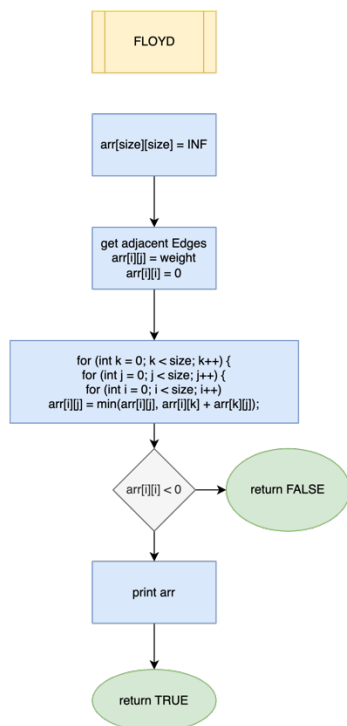 FLOYD
arr[size][size] = INF
get adjacent Edges
arr[i][j] = weight
arr[i][i] = 0
for (int k = 0; k < size; k++) {
for (int j = 0; j < size; j++) {
for (int i = 0; i < size; i++)
arr[i][j] = min(arr[i][j], arr[i][k] + arr[k][j]);
arr[i][i] < 0
return FALSE
print arr
return TRUE